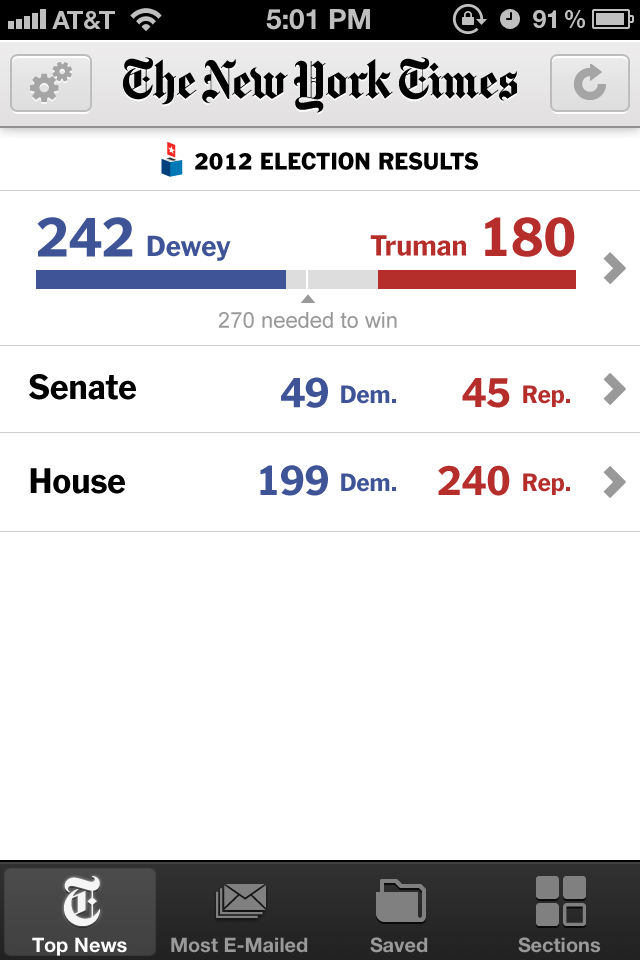 AT&T 5:01 PM 91 %
The New York Times
2012 ELECTION RESULTS
242 Dewey Truman 180
270 needed to win
Senate 49 Dem. 45 Rep.
House 199 Dem. 240 Rep.
Top News Most E-Mailed Saved Sections